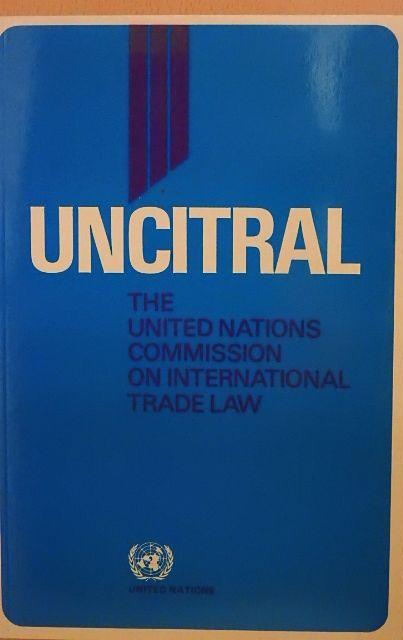 UNCITRAL
THE
UNITED NATIONS
COMMISSION
ON INTERNATIONAL
TRADE LAW
UNITED NATIONS